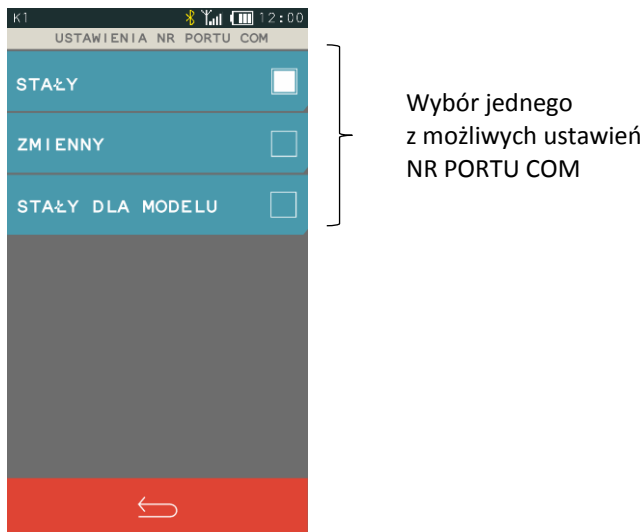 K1 12:00
USTAWIENIA NR PORTU COM
STAŁY
ZMIENNY
STAŁY DLA MODELU
Wybór jednego
z możliwych ustawień
NR PORTU COM